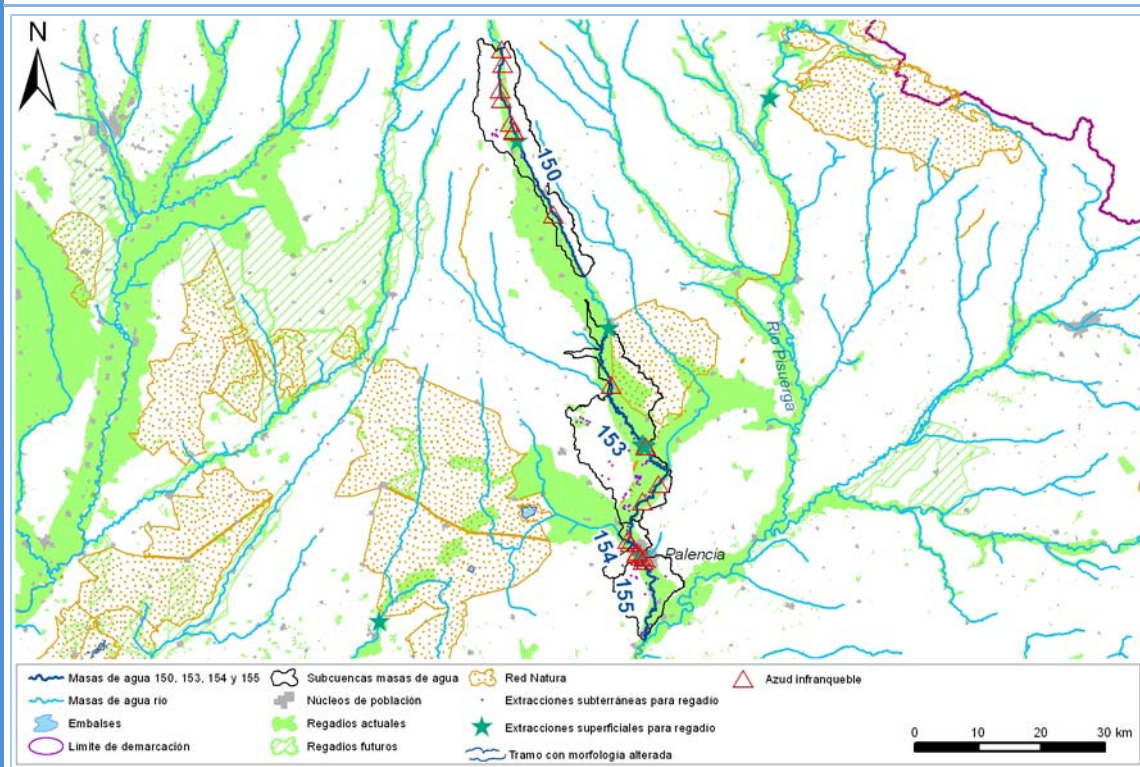 N
150
Río Pisuerga
153
154
155
Palencia
Masas de agua 150, 153, 154 y 155
Masas de agua río
Embalses
Límite de demarcación
Subcuencas masas de agua
Núcleos de población
Regadíos actuales
Regadíos futuros
Red Natura
Extracciones subterráneas para regadío
Extracciones superficiales para regadío
Tramo con morfología alterada
Azud infranqueble
0 10 20 30 km